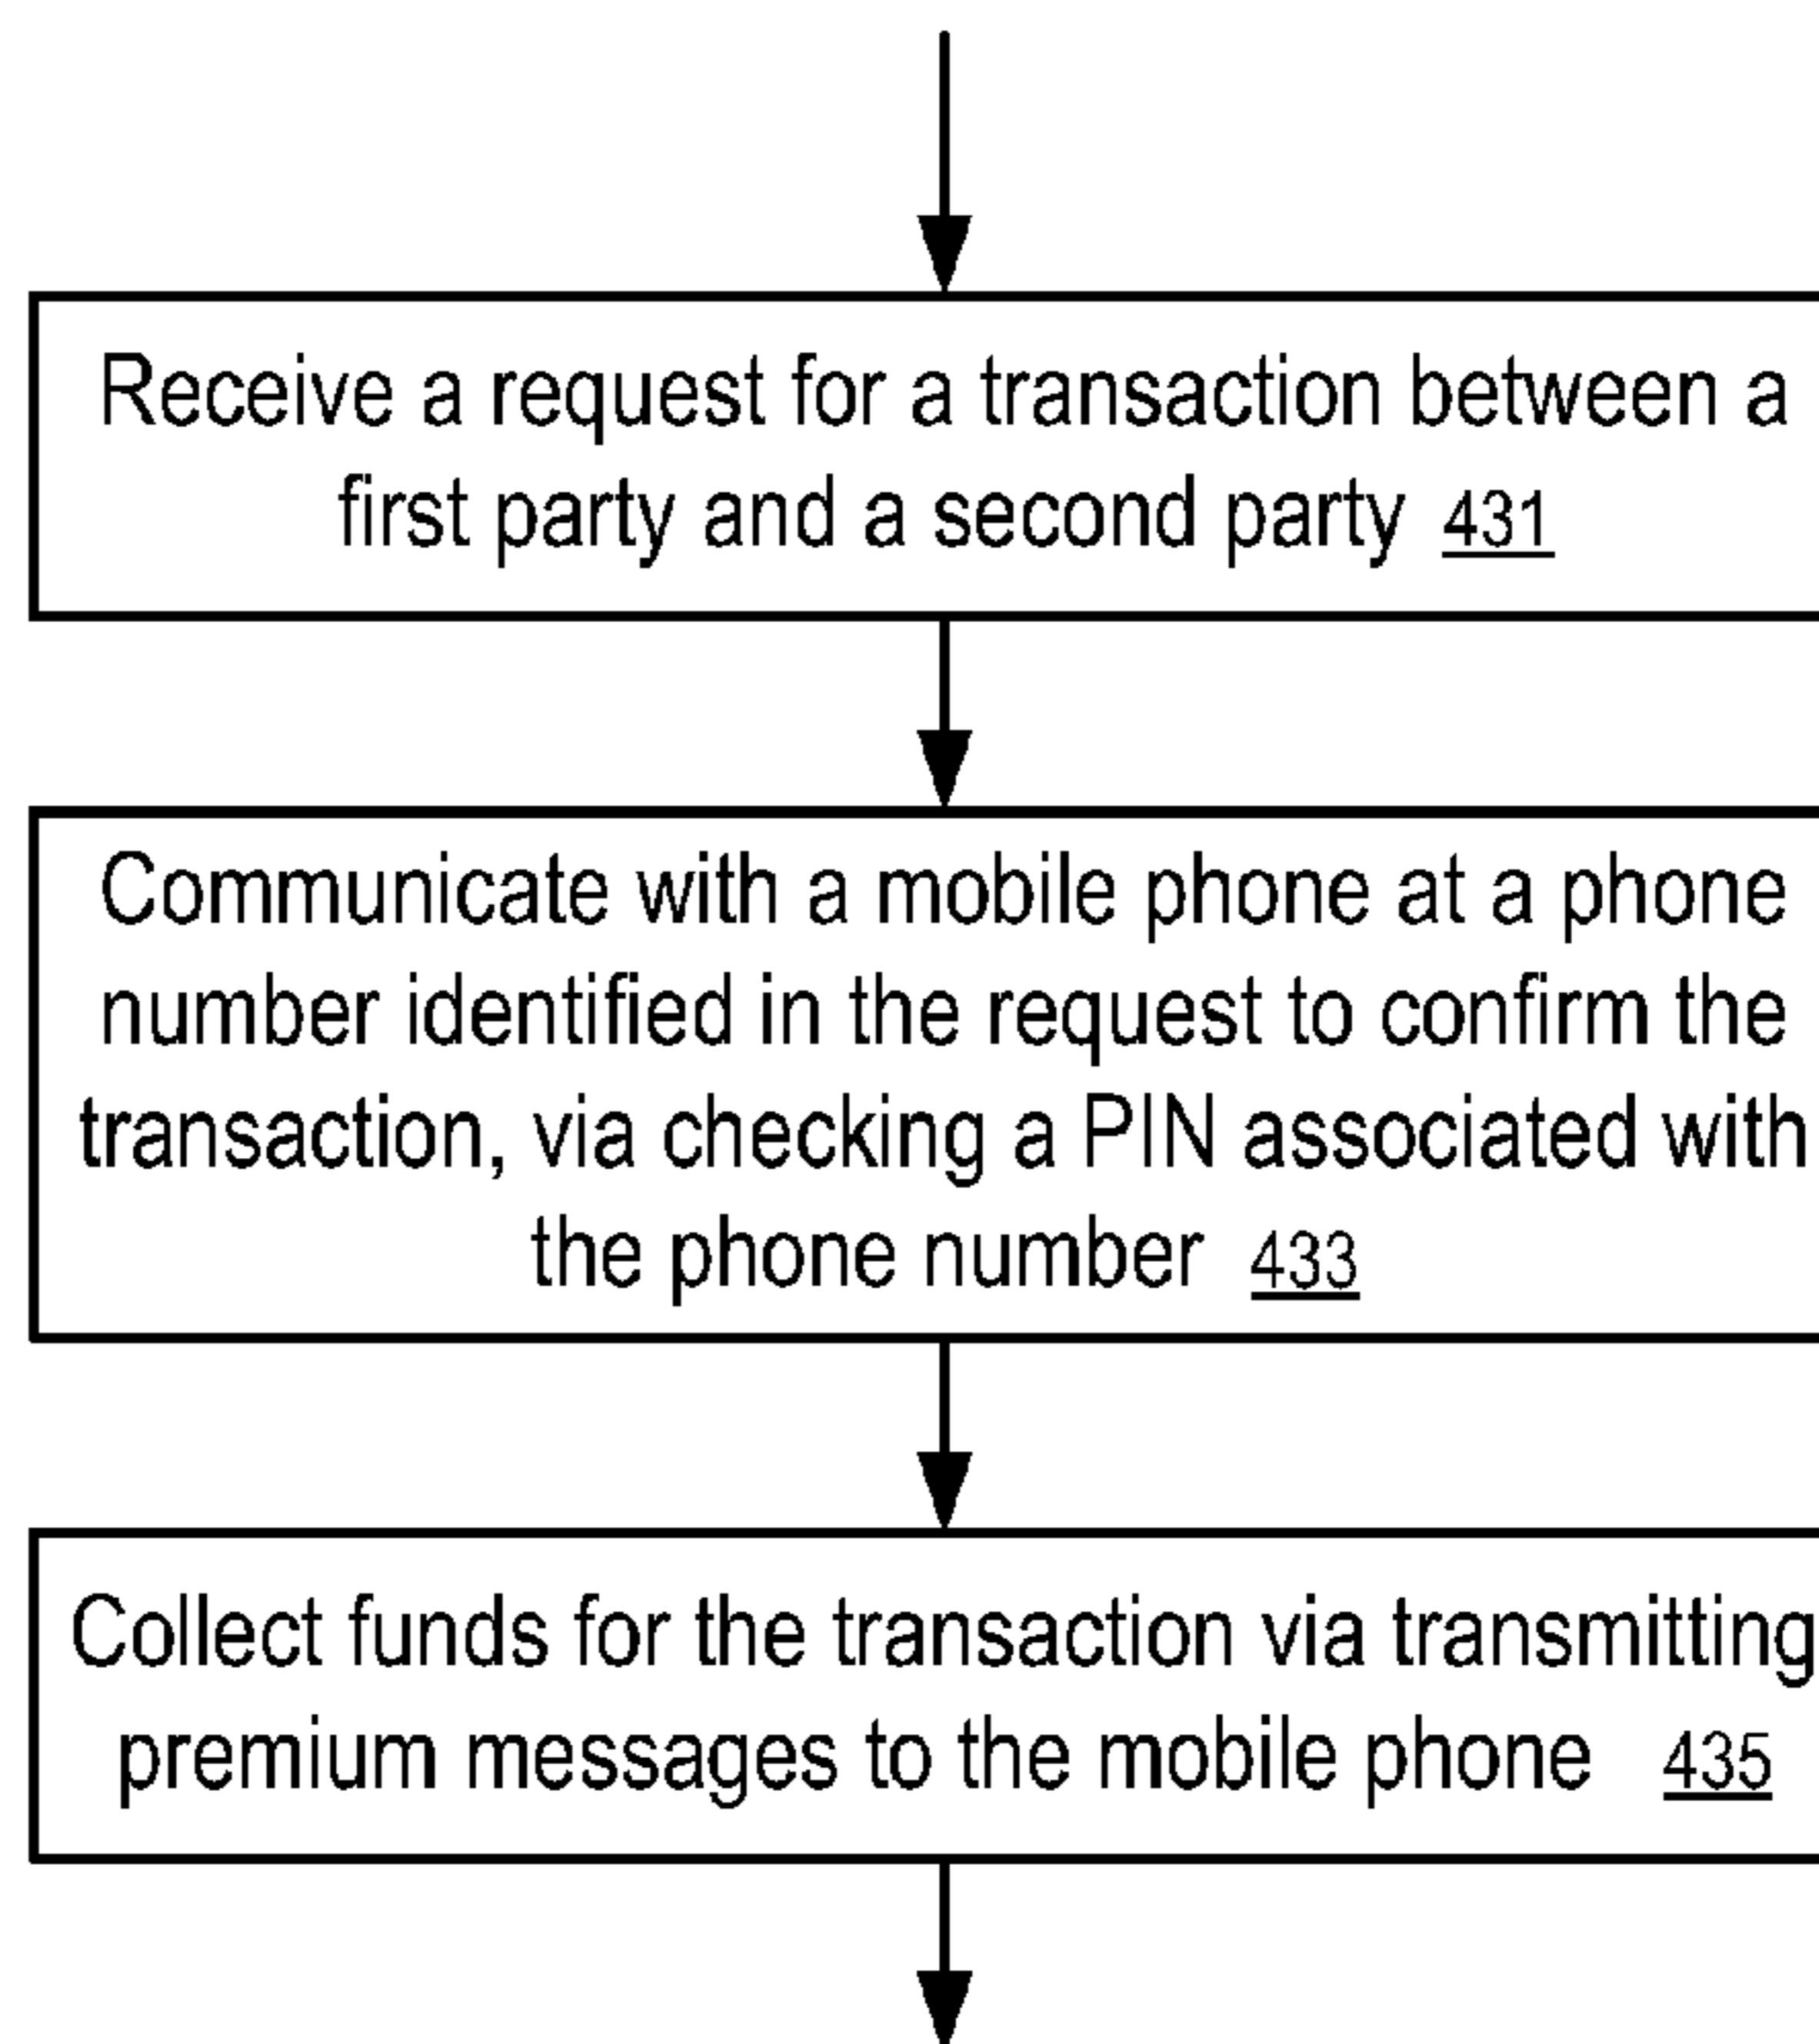 Receive a request for a transaction between a
first party and a second party 431
Communicate with a mobile phone at a phone
number identified in the request to confirm the
transaction, via checking a PIN associated with
the phone number 433
Collect funds for the transaction via transmitting
premium messages to the mobile phone 435